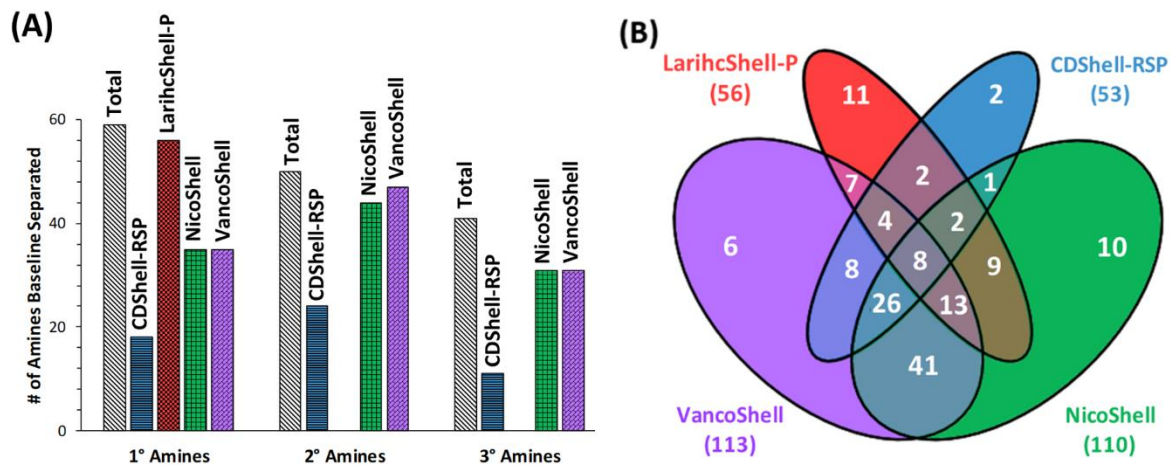 (A)
# of Amines Baseline Separated
60
40
20
0
Total
CDShell-RSP
LarihcShell-P
NicoShell
VancoShell
1° Amines
Total
CDShell-RSP
NicoShell
VancoShell
2° Amines
Total
CDShell-RSP
NicoShell
VancoShell
3° Amines
(B)
LarihcShell-P
(56)
CDShell-RSP
(53)
11
2
7
2
1
4
2
6
8
8
9
10
26
13
41
VancoShell
(113)
NicoShell
(110)